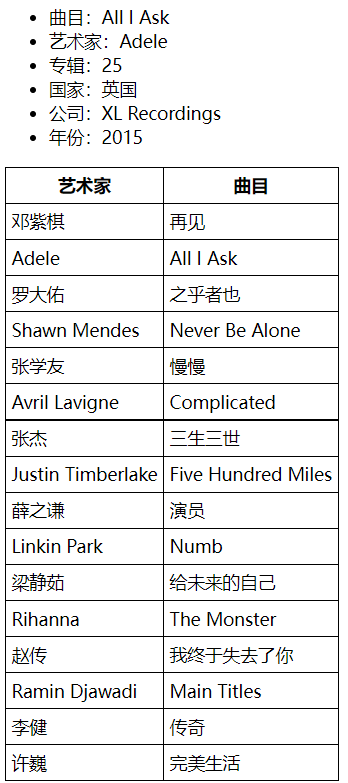 曲目：All I Ask
艺术家：Adele
专辑：25
国家：英国
公司：XL Recordings
年份：2015
艺术家 曲目
邓紫棋 再见
Adele All I Ask
罗大佑 之乎者也
Shawn Mendes Never Be Alone
张学友 慢慢
Avril Lavigne Complicated
张杰 三生三世
Justin Timberlake Five Hundred Miles
薛之谦 演员
Linkin Park Numb
梁静茹 给未来的自己
Rihanna The Monster
赵传 我终于失去了你
Ramin Djawadi Main Titles
李健 传奇
许巍 完美生活